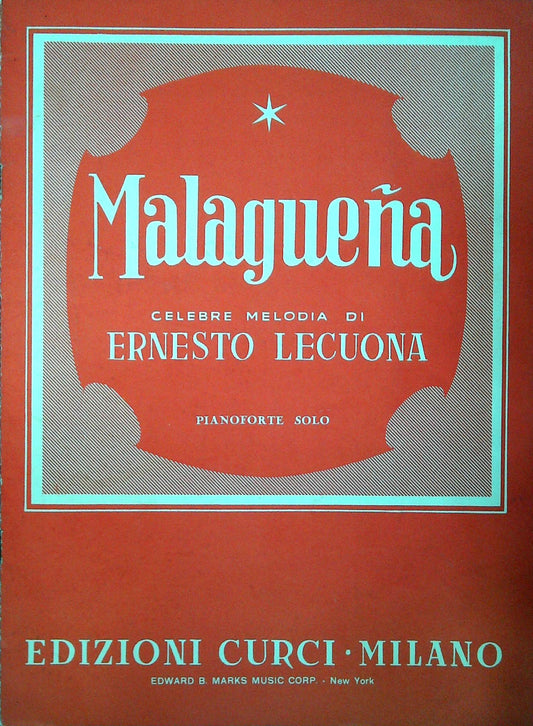 Malagueña
CELEBRE MELODIA DI
ERNESTO LECUONA
PIANOFORTE SOLO
EDIZIONI CURCI · MILANO
EDWARD B. MARKS MUSIC CORP. - New York